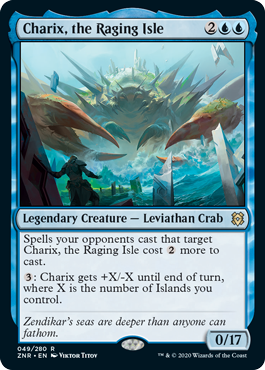 Charix, the Raging Isle 2
Legendary Creature — Leviathan Crab
Spells your opponents cast that target
Charix, the Raging Isle cost 2 more to
cast.
3: Charix gets +X/-X until end of turn,
where X is the number of Islands you
control.
Zendikar's seas are deeper than anyone can
fathom.
0/17
049/280 R
ZNR • EN Viktor Titov
™ & © 2020 Wizards of the Coast